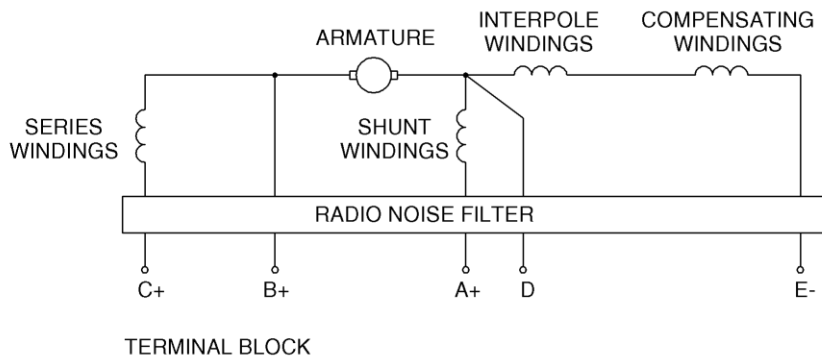 INTERPOLE
WINDINGS
COMPENSATING
WINDINGS
ARMATURE
SERIES
WINDINGS
SHUNT
WINDINGS
RADIO NOISE FILTER
C+
B+
A+
D
E-
TERMINAL BLOCK